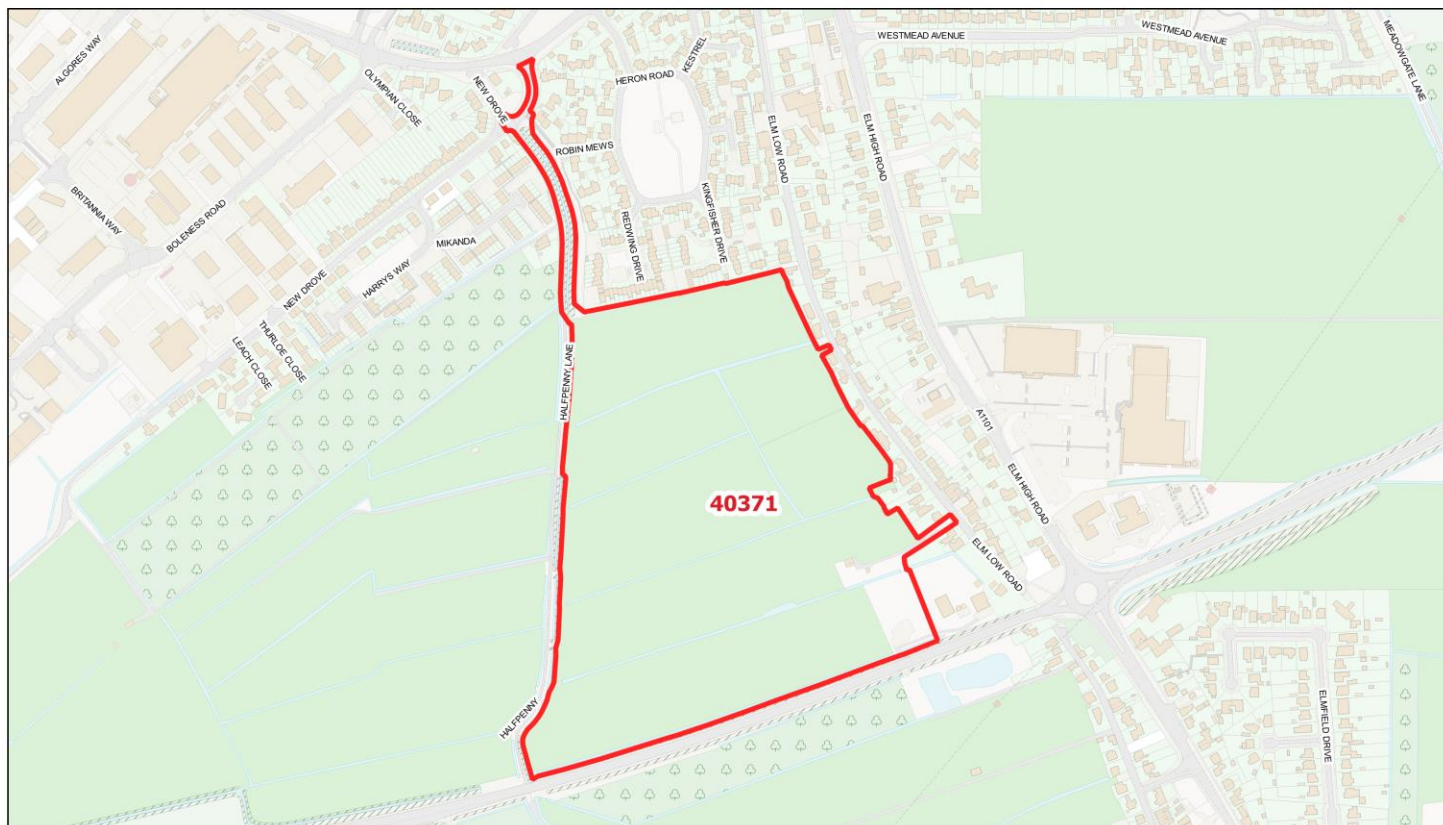 ALGORES WAY
OLYMPIAN CLOSE
NEW DROVE
HERON ROAD
KESTREL
WESTMEAD AVENUE
WESTMEAD AVENUE
MEADOWGATE LANE
ELM LOW ROAD
ELM HIGH ROAD
ROBIN MEWS
BRITANNIA WAY
BOLENESS ROAD
REDWING DRIVE
KINGFISHER DRIVE
MIKANDA
HARRYS WAY
NEW DROVE
THURLOE CLOSE
LEACH CLOSE
HALFPENNY LANE
A1101
ELM HIGH ROAD
40371
ELM LOW ROAD
HALFPENNY
ELMFIELD DRIVE